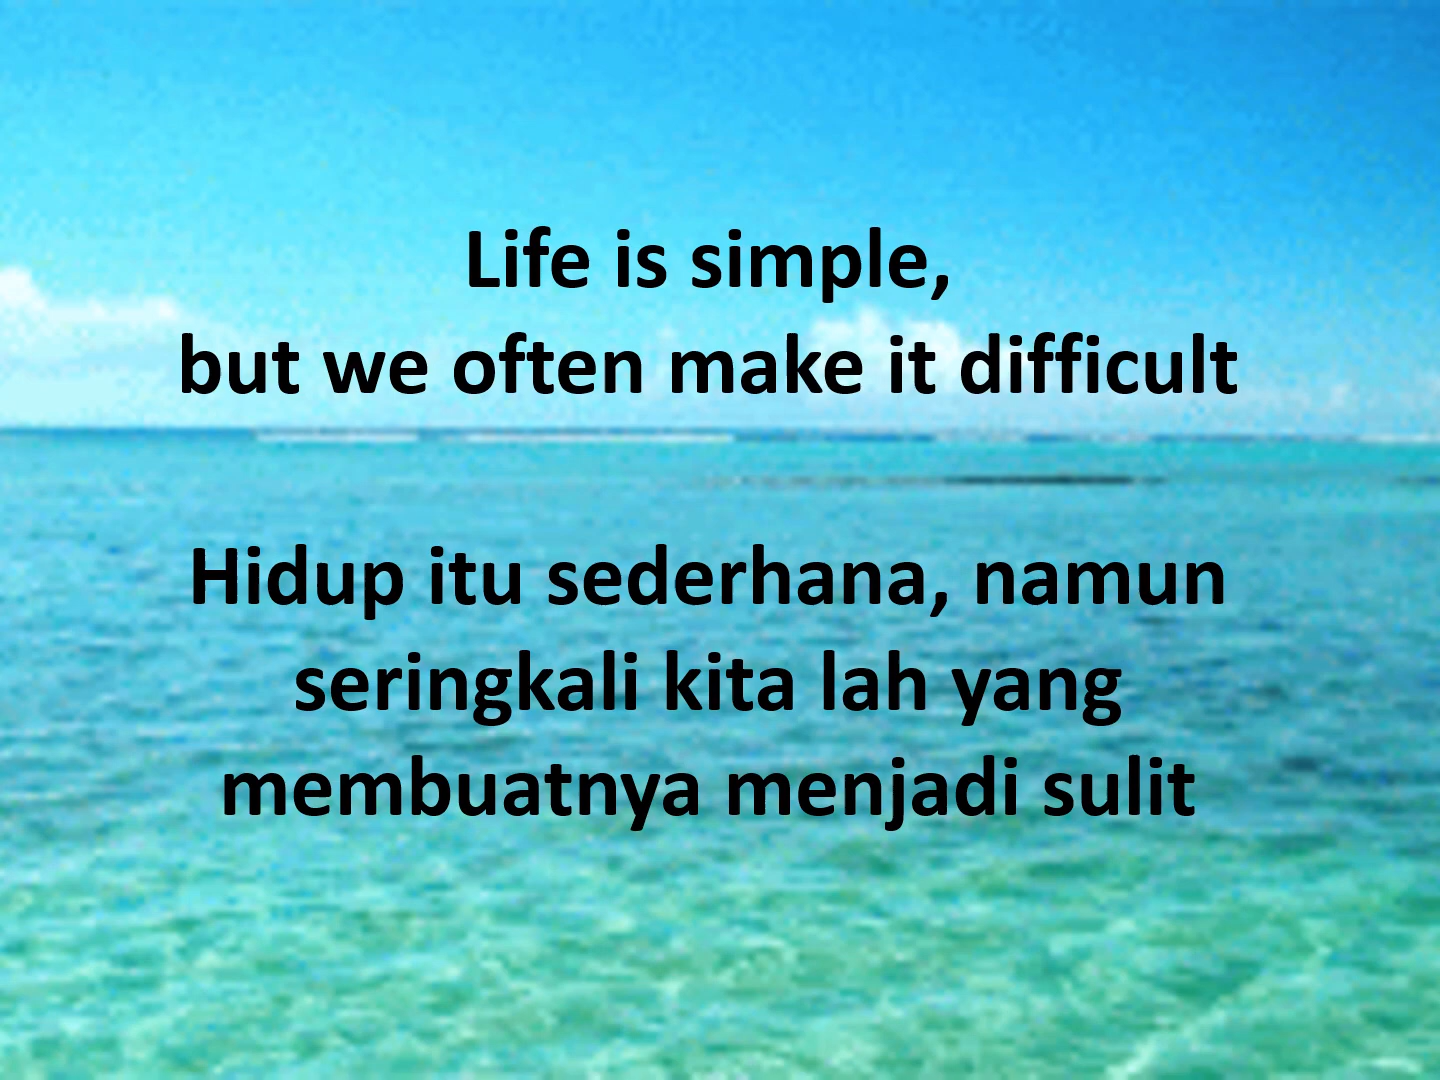 Life is simple,
but we often make it difficult
Hidup itu sederhana, namun
seringkali kita lah yang
membuatnya menjadi sulit